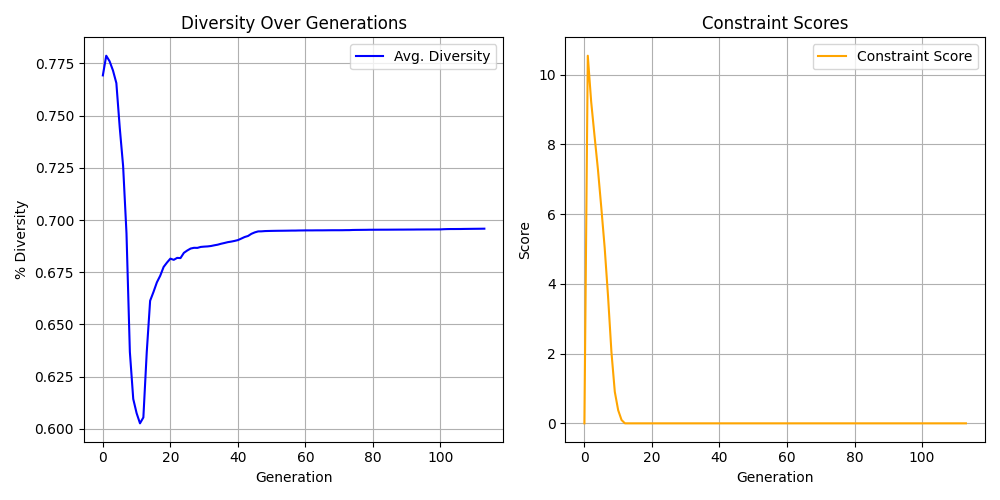 Diversity Over Generations
Avg. Diversity
% Diversity
0.775
0.750
0.725
0.700
0.675
0.650
0.625
0.600
0 20 40 60 80 100
Generation
Constraint Scores
Constraint Score
Score
10
8
6
4
2
0
0 20 40 60 80 100
Generation